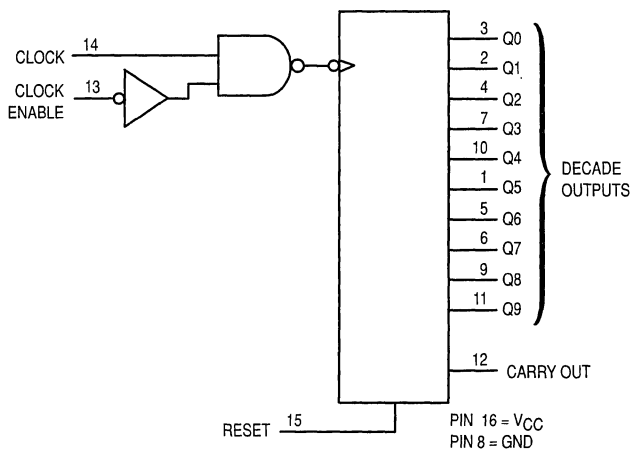 CLOCK 14
CLOCK ENABLE 13
3 Q0
2 Q1
4 Q2
7 Q3
10 Q4
1 Q5
5 Q6
6 Q7
9 Q8
11 Q9
DECADE
OUTPUTS
12 CARRY OUT
RESET 15
PIN 16 = VCC
PIN 8 = GND